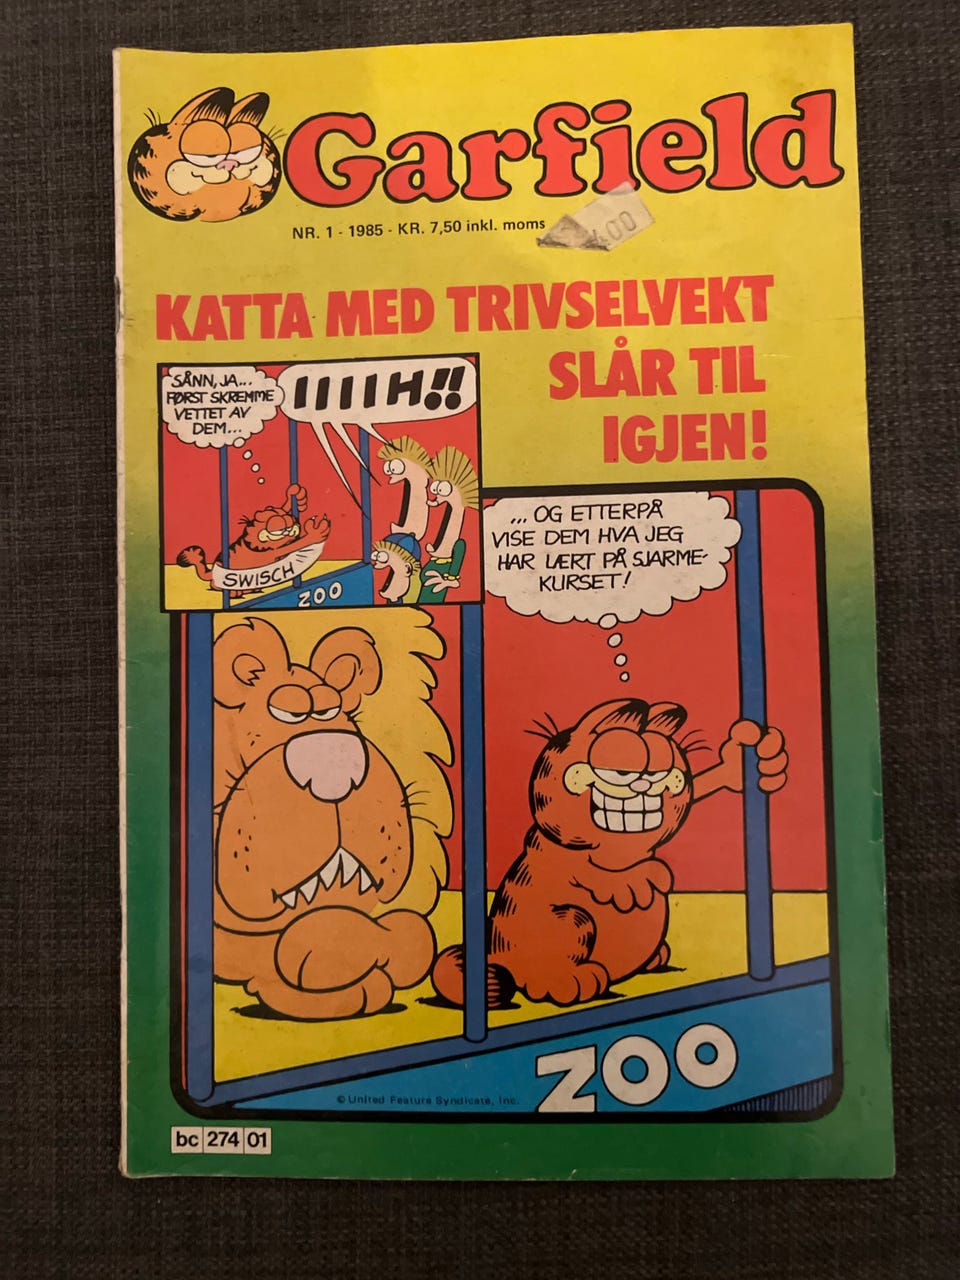 Garfield
NR. 1 - 1985 - KR. 7,50 inkl. moms
400
KATTA MED TRIVSELVEKT
SLÅR TIL
IGJEN!
SÅNN, JA...
FØRST SKREMME
VETTET AV
DEM...
IIIIIH!!
SWISCH
ZOO
... OG ETTERPÅ
VISE DEM HVA JEG
HAR LÆRT PÅ SJARME-
KURSET!
ZOO
© United Feature Syndicate, Inc.
bc 274 01